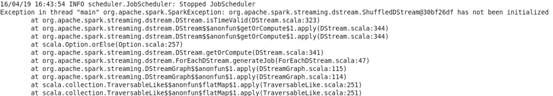 16/04/19 16:43:54 INFO scheduler.JobScheduler: Stopped JobScheduler
Exception in thread "main" org.apache.spark.SparkException: org.apache.spark.streaming.dstream.ShuffledDStream@30bf26df has not been initialized
at org.apache.spark.streaming.dstream.DStream.isTimeValid(DStream.scala:323)
at org.apache.spark.streaming.dstream.DStream$$anonfun$getOrCompute$1.apply(DStream.scala:344)
at org.apache.spark.streaming.dstream.DStream$$anonfun$getOrCompute$1.apply(DStream.scala:344)
at scala.Option.orElse(Option.scala:257)
at org.apache.spark.streaming.dstream.DStream.getOrCompute(DStream.scala:341)
at org.apache.spark.streaming.dstream.ForEachDStream.generateJob(ForEachDStream.scala:47)
at org.apache.spark.streaming.DStreamGraph$$anonfun$1.apply(DStreamGraph.scala:115)
at org.apache.spark.streaming.DStreamGraph$$anonfun$1.apply(DStreamGraph.scala:114)
at scala.collection.TraversableLike$$anonfun$flatMap$1.apply(TraversableLike.scala:251)
at scala.collection.TraversableLike$$anonfun$flatMap$1.apply(TraversableLike.scala:251)